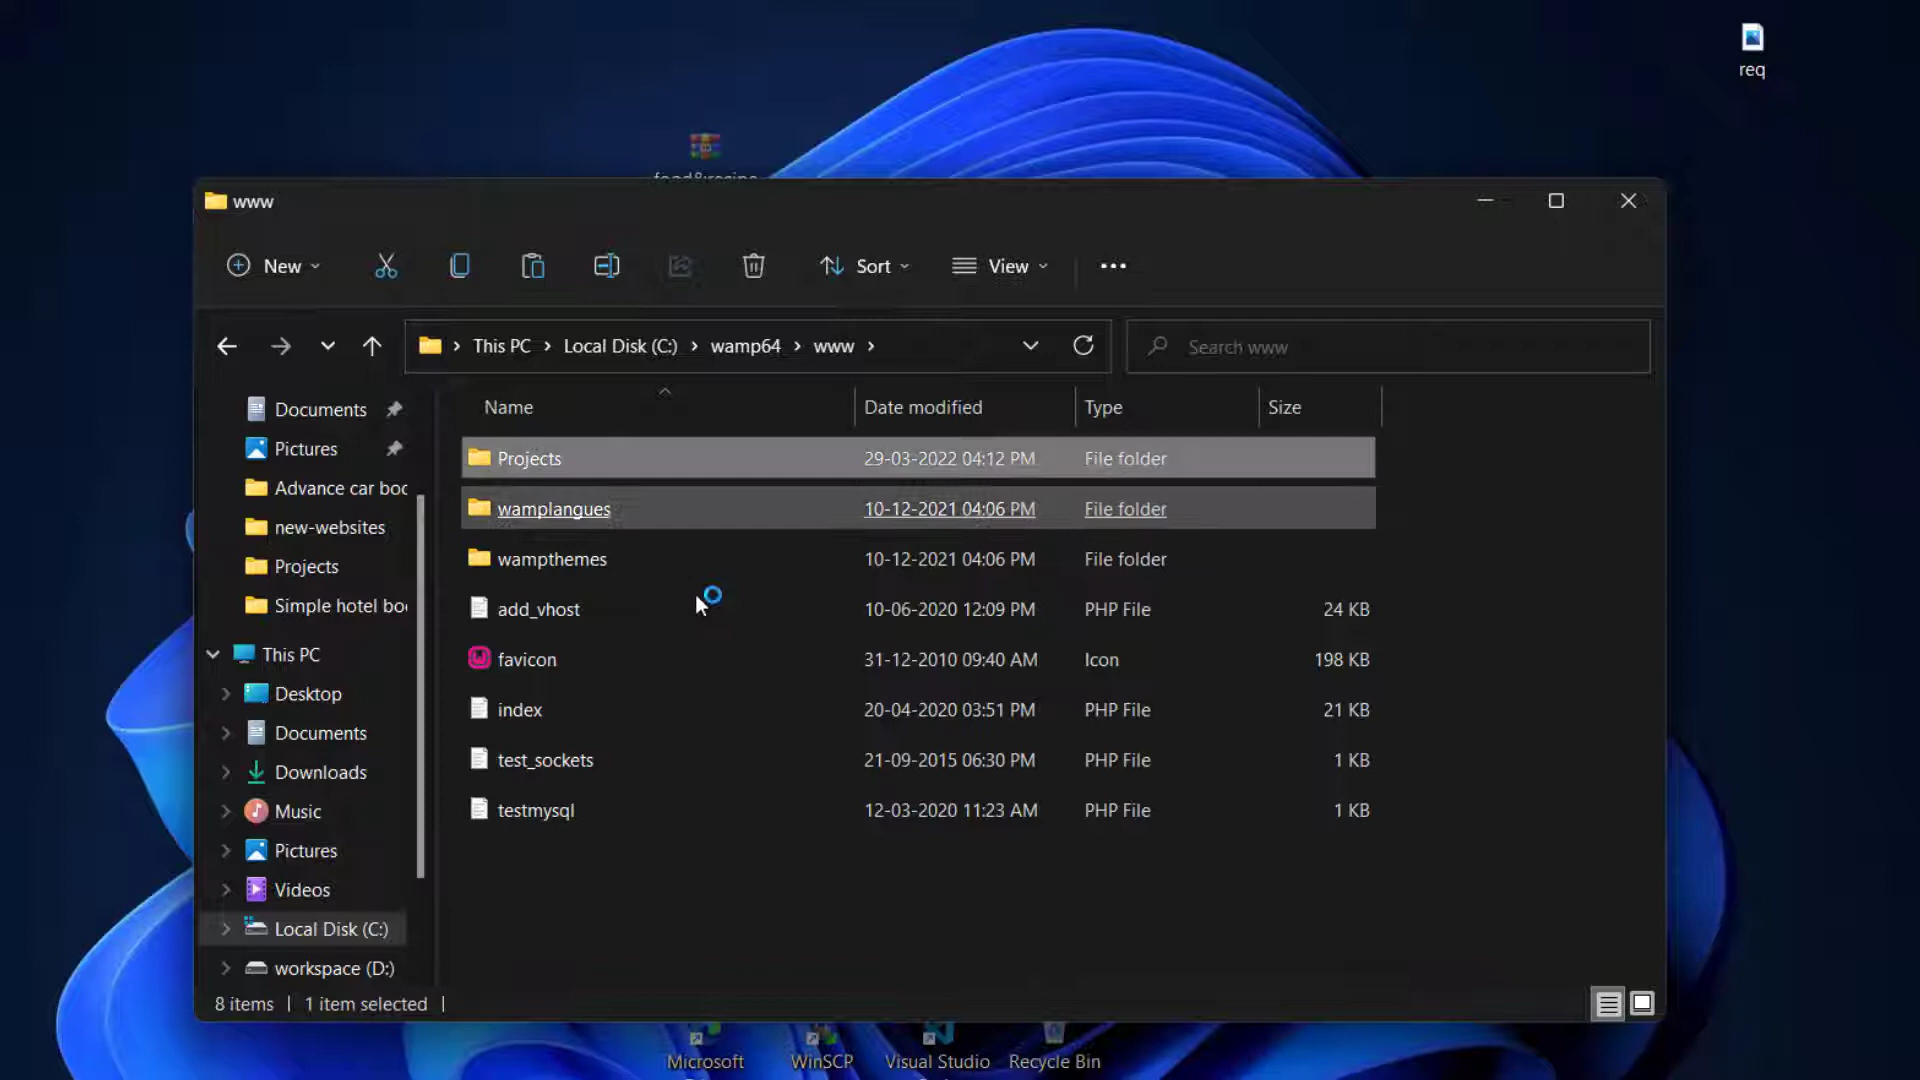 req
food&recipe
www
New
Sort
View
This PC
Local Disk (C:)
wamp64
www
Search www
Name
Date modified
Type
Size
Documents
Pictures
Advance car boo
new-websites
Projects
Simple hotel boo
This PC
Desktop
Documents
Downloads
Music
Pictures
Videos
Local Disk (C:)
workspace (D:)
Projects 29-03-2022 04:12 PM File folder
wamplangues 10-12-2021 04:06 PM File folder
wampthemes 10-12-2021 04:06 PM File folder
add_vhost 10-06-2020 12:09 PM PHP File 24 KB
favicon 31-12-2010 09:40 AM Icon 198 KB
index 20-04-2020 03:51 PM PHP File 21 KB
test_sockets 21-09-2015 06:30 PM PHP File 1 KB
testmysql 12-03-2020 11:23 AM PHP File 1 KB
8 items | 1 item selected |
Microsoft
WinSCP
Visual Studio
Recycle Bin